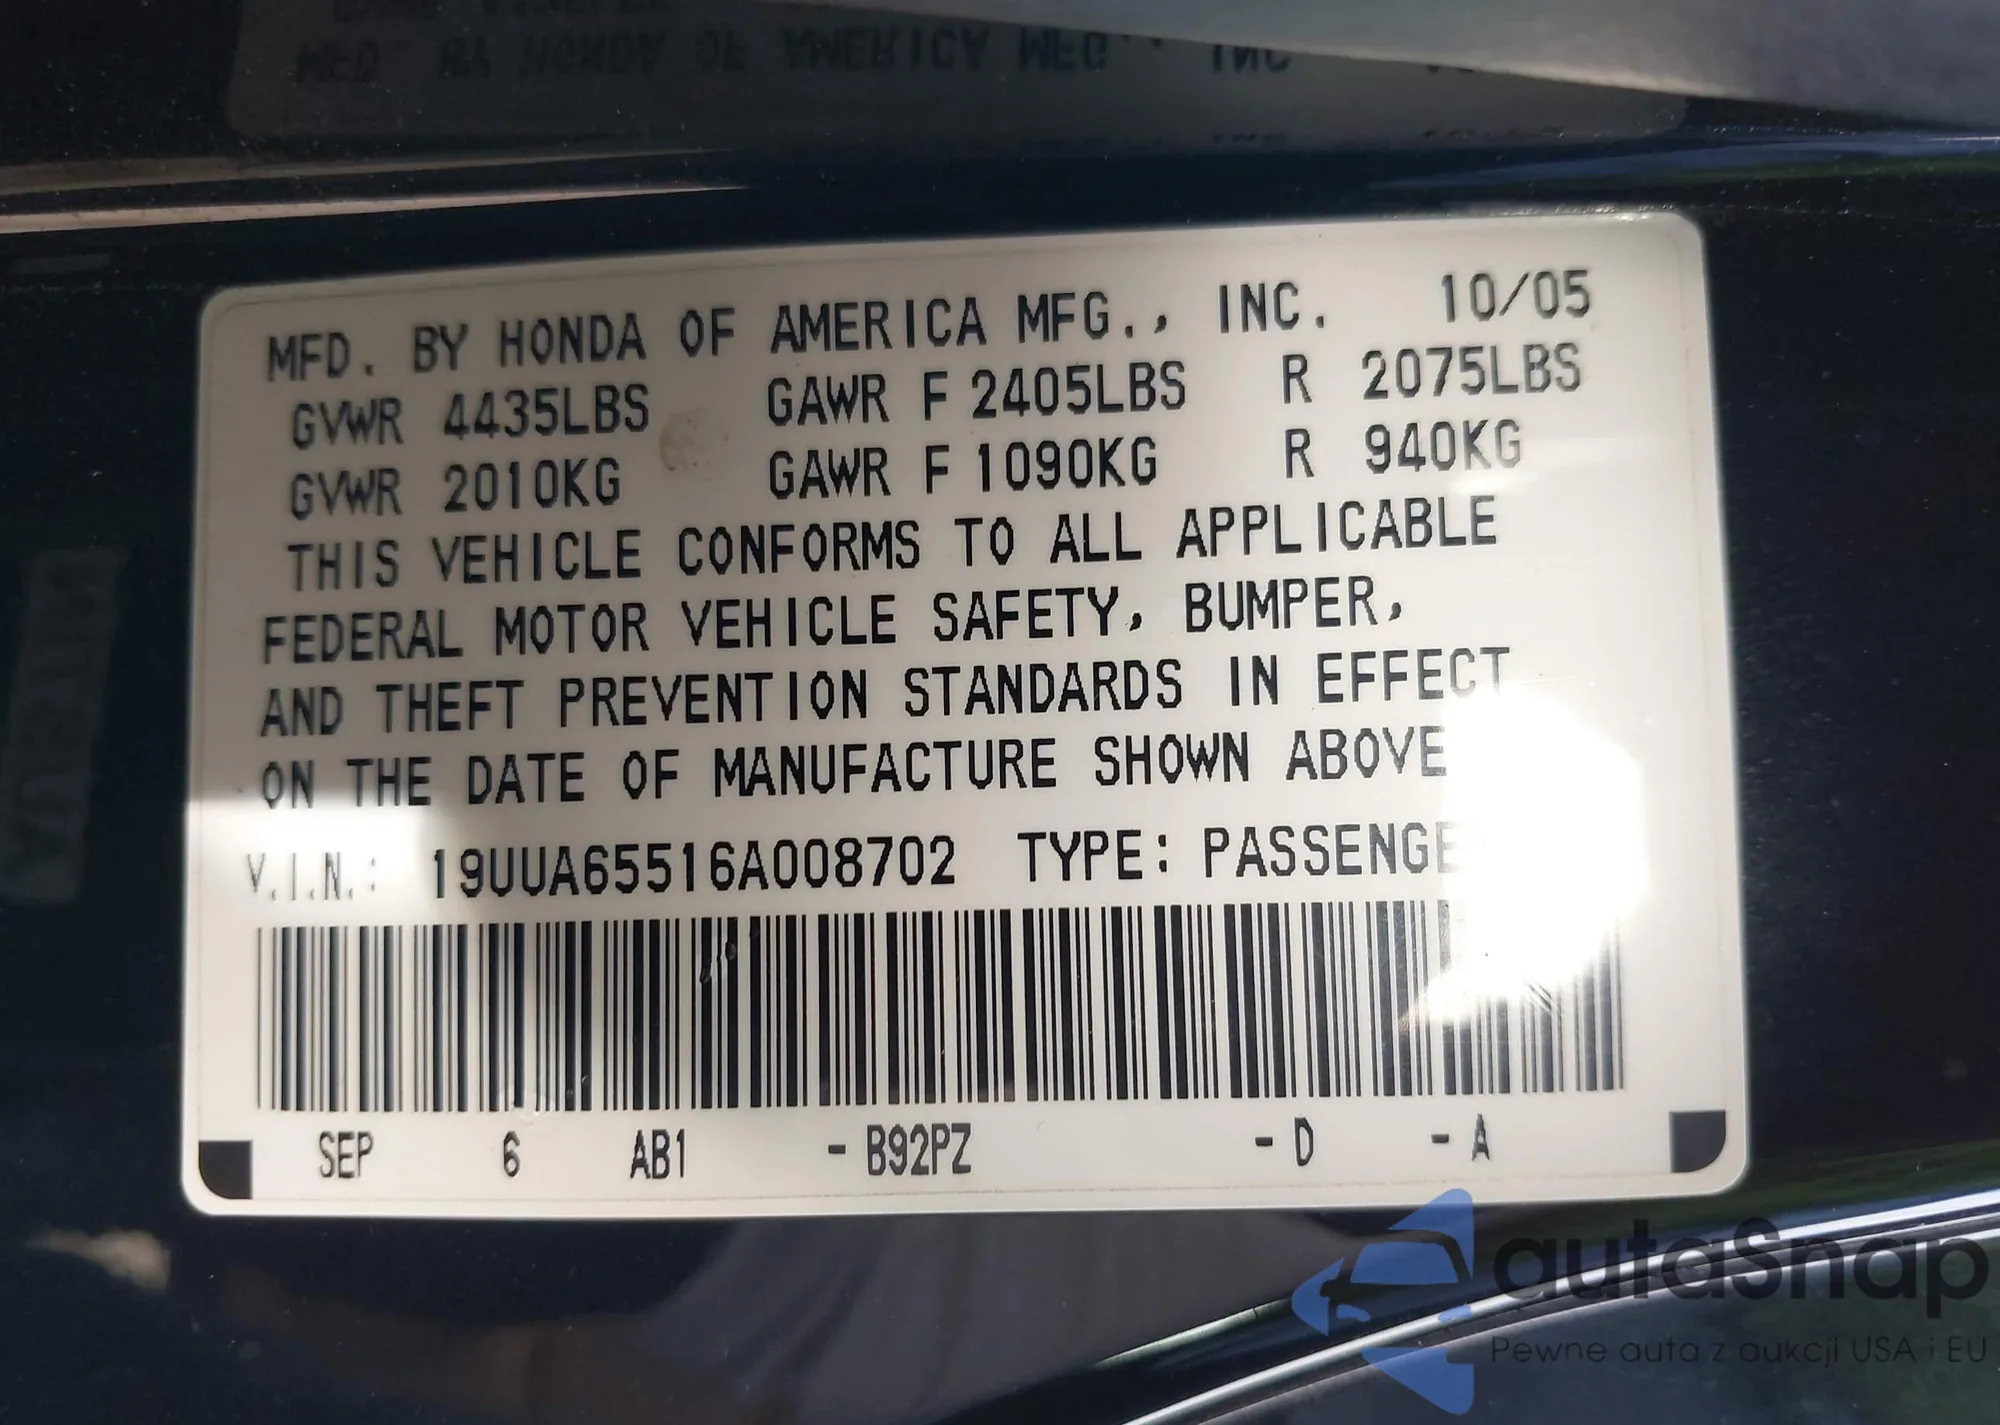 MFD. BY HONDA OF AMERICA MFG., INC. 10/05
GVWR 4435LBS GAWR F 2405LBS R 2075LBS
GVWR 2010KG GAWR F 1090KG R 940KG
THIS VEHICLE CONFORMS TO ALL APPLICABLE
FEDERAL MOTOR VEHICLE SAFETY, BUMPER,
AND THEFT PREVENTION STANDARDS IN EFFECT
ON THE DATE OF MANUFACTURE SHOWN ABOVE
V.I.N.: 19UUA65516A008702 TYPE: PASSENGE
SEP 6 AB1 - B92PZ - D - A
autoSnap
Pewne auta z aukcji USA i EU